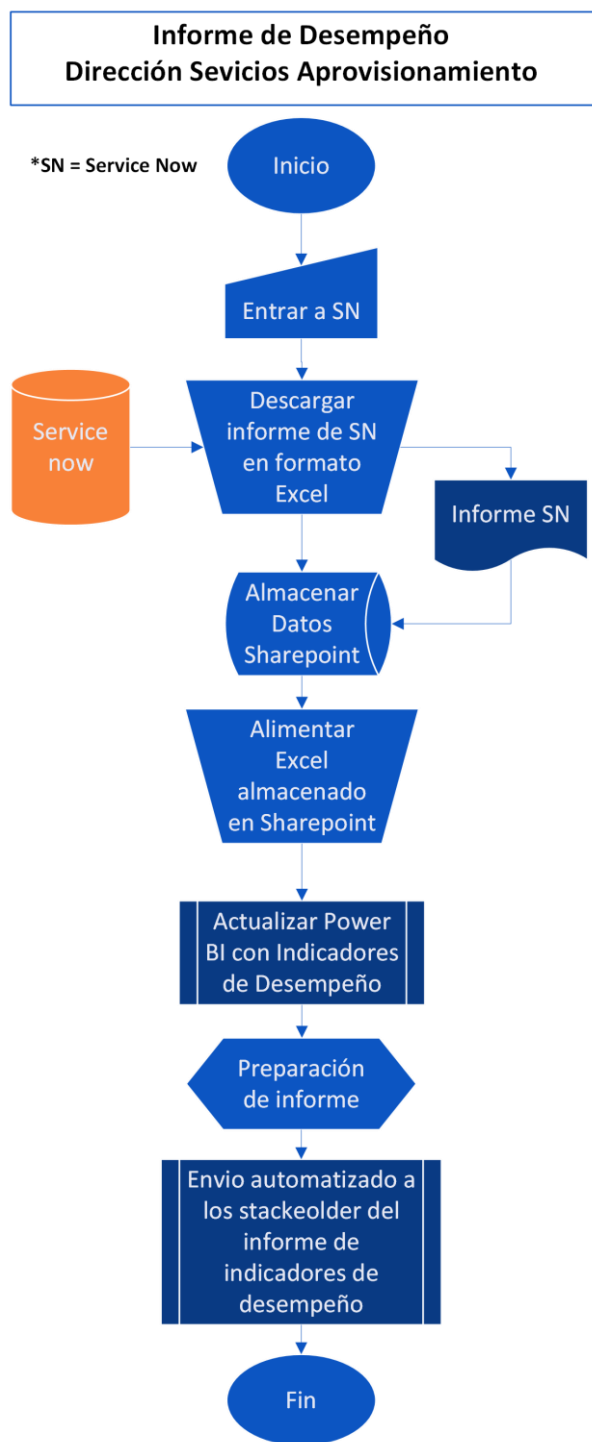 Informe de Desempeño
Dirección Sevicios Aprovisionamiento
*SN = Service Now
Inicio
Entrar a SN
Service
now
Descargar
informe de SN
en formato
Excel
Informe SN
Almacenar
Datos
Sharepoint
Alimentar
Excel
almacenado
en Sharepoint
Actualizar Power
BI con Indicadores
de Desempeño
Preparación
de informe
Envio automatizado a
los stackeolder del
informe de
indicadores de
desempeño
Fin